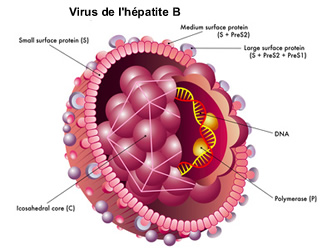 Virus de l'hépatite B
Medium surface protein
(S + PreS2)
Small surface protein (S)
Large surface protein
(S + PreS2 + PreS1)
DNA
Polymerase (P)
Icosahedral core (C)